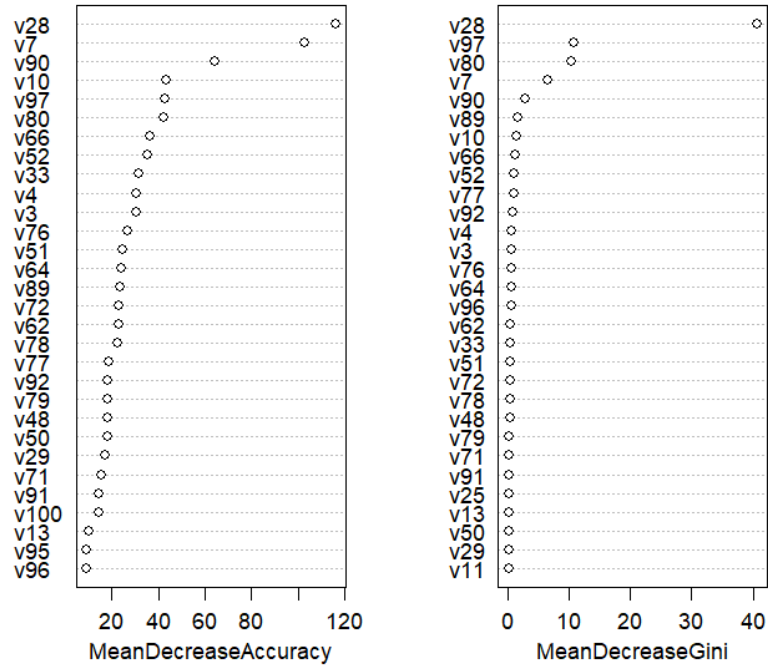 v28
v7
v90
v10
v97
v80
v66
v52
v33
v4
v3
v76
v51
v64
v89
v72
v62
v78
v77
v92
v79
v48
v50
v29
v71
v91
v100
v13
v95
v96
20 40 60 80 120
MeanDecreaseAccuracy
v28
v97
v80
v7
v90
v89
v10
v66
v52
v77
v92
v4
v3
v76
v64
v96
v62
v33
v51
v72
v78
v48
v79
v71
v91
v25
v13
v50
v29
v11
0 10 20 30 40
MeanDecreaseGini